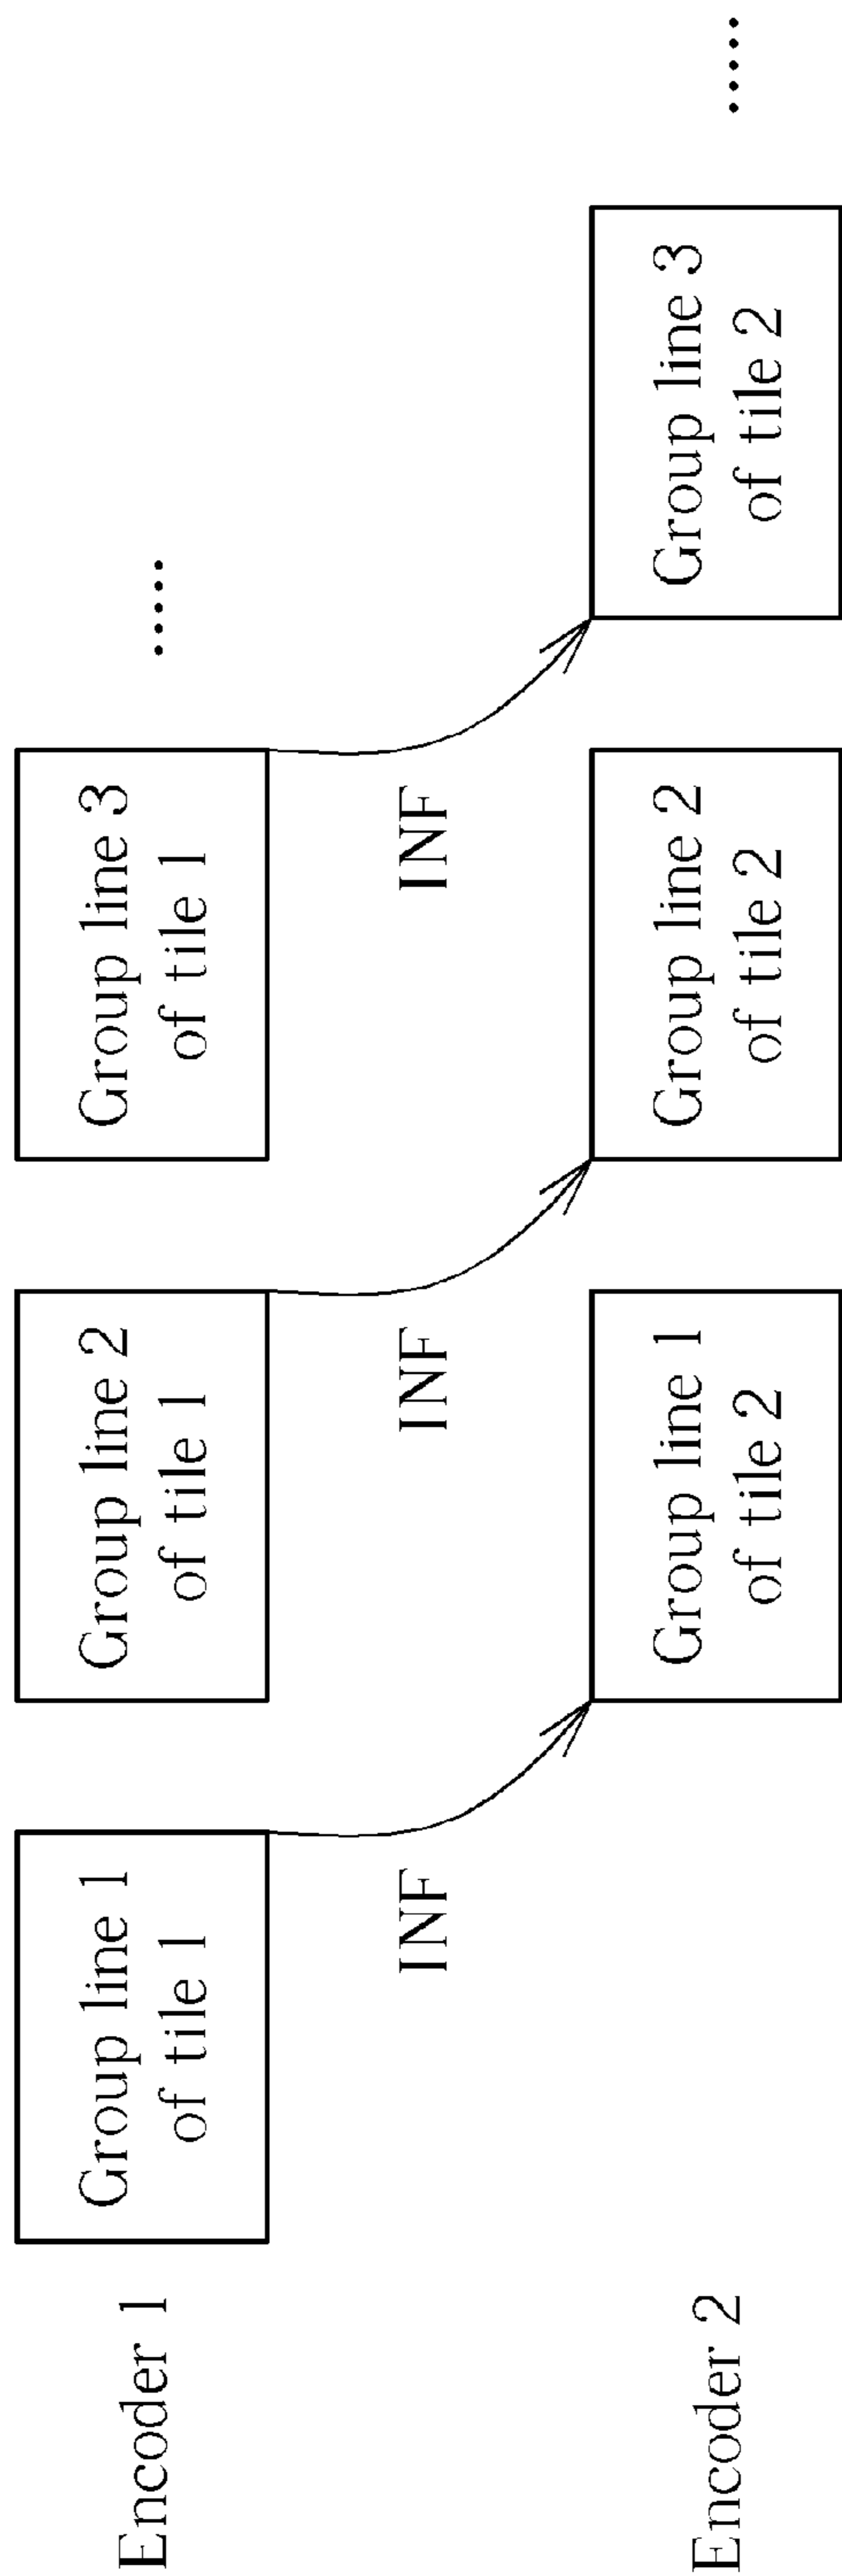 Encoder 1
Group line 1
of tile 1
Group line 2
of tile 1
Group line 3
of tile 1
.....
INF
INF
INF
Encoder 2
Group line 1
of tile 2
Group line 2
of tile 2
Group line 3
of tile 2
.....